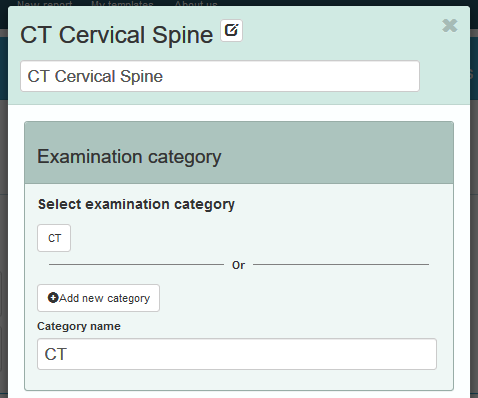 New report My templates About us
CT Cervical Spine
CT Cervical Spine
Examination category
Select examination category
CT
Or
Add new category
Category name
CT